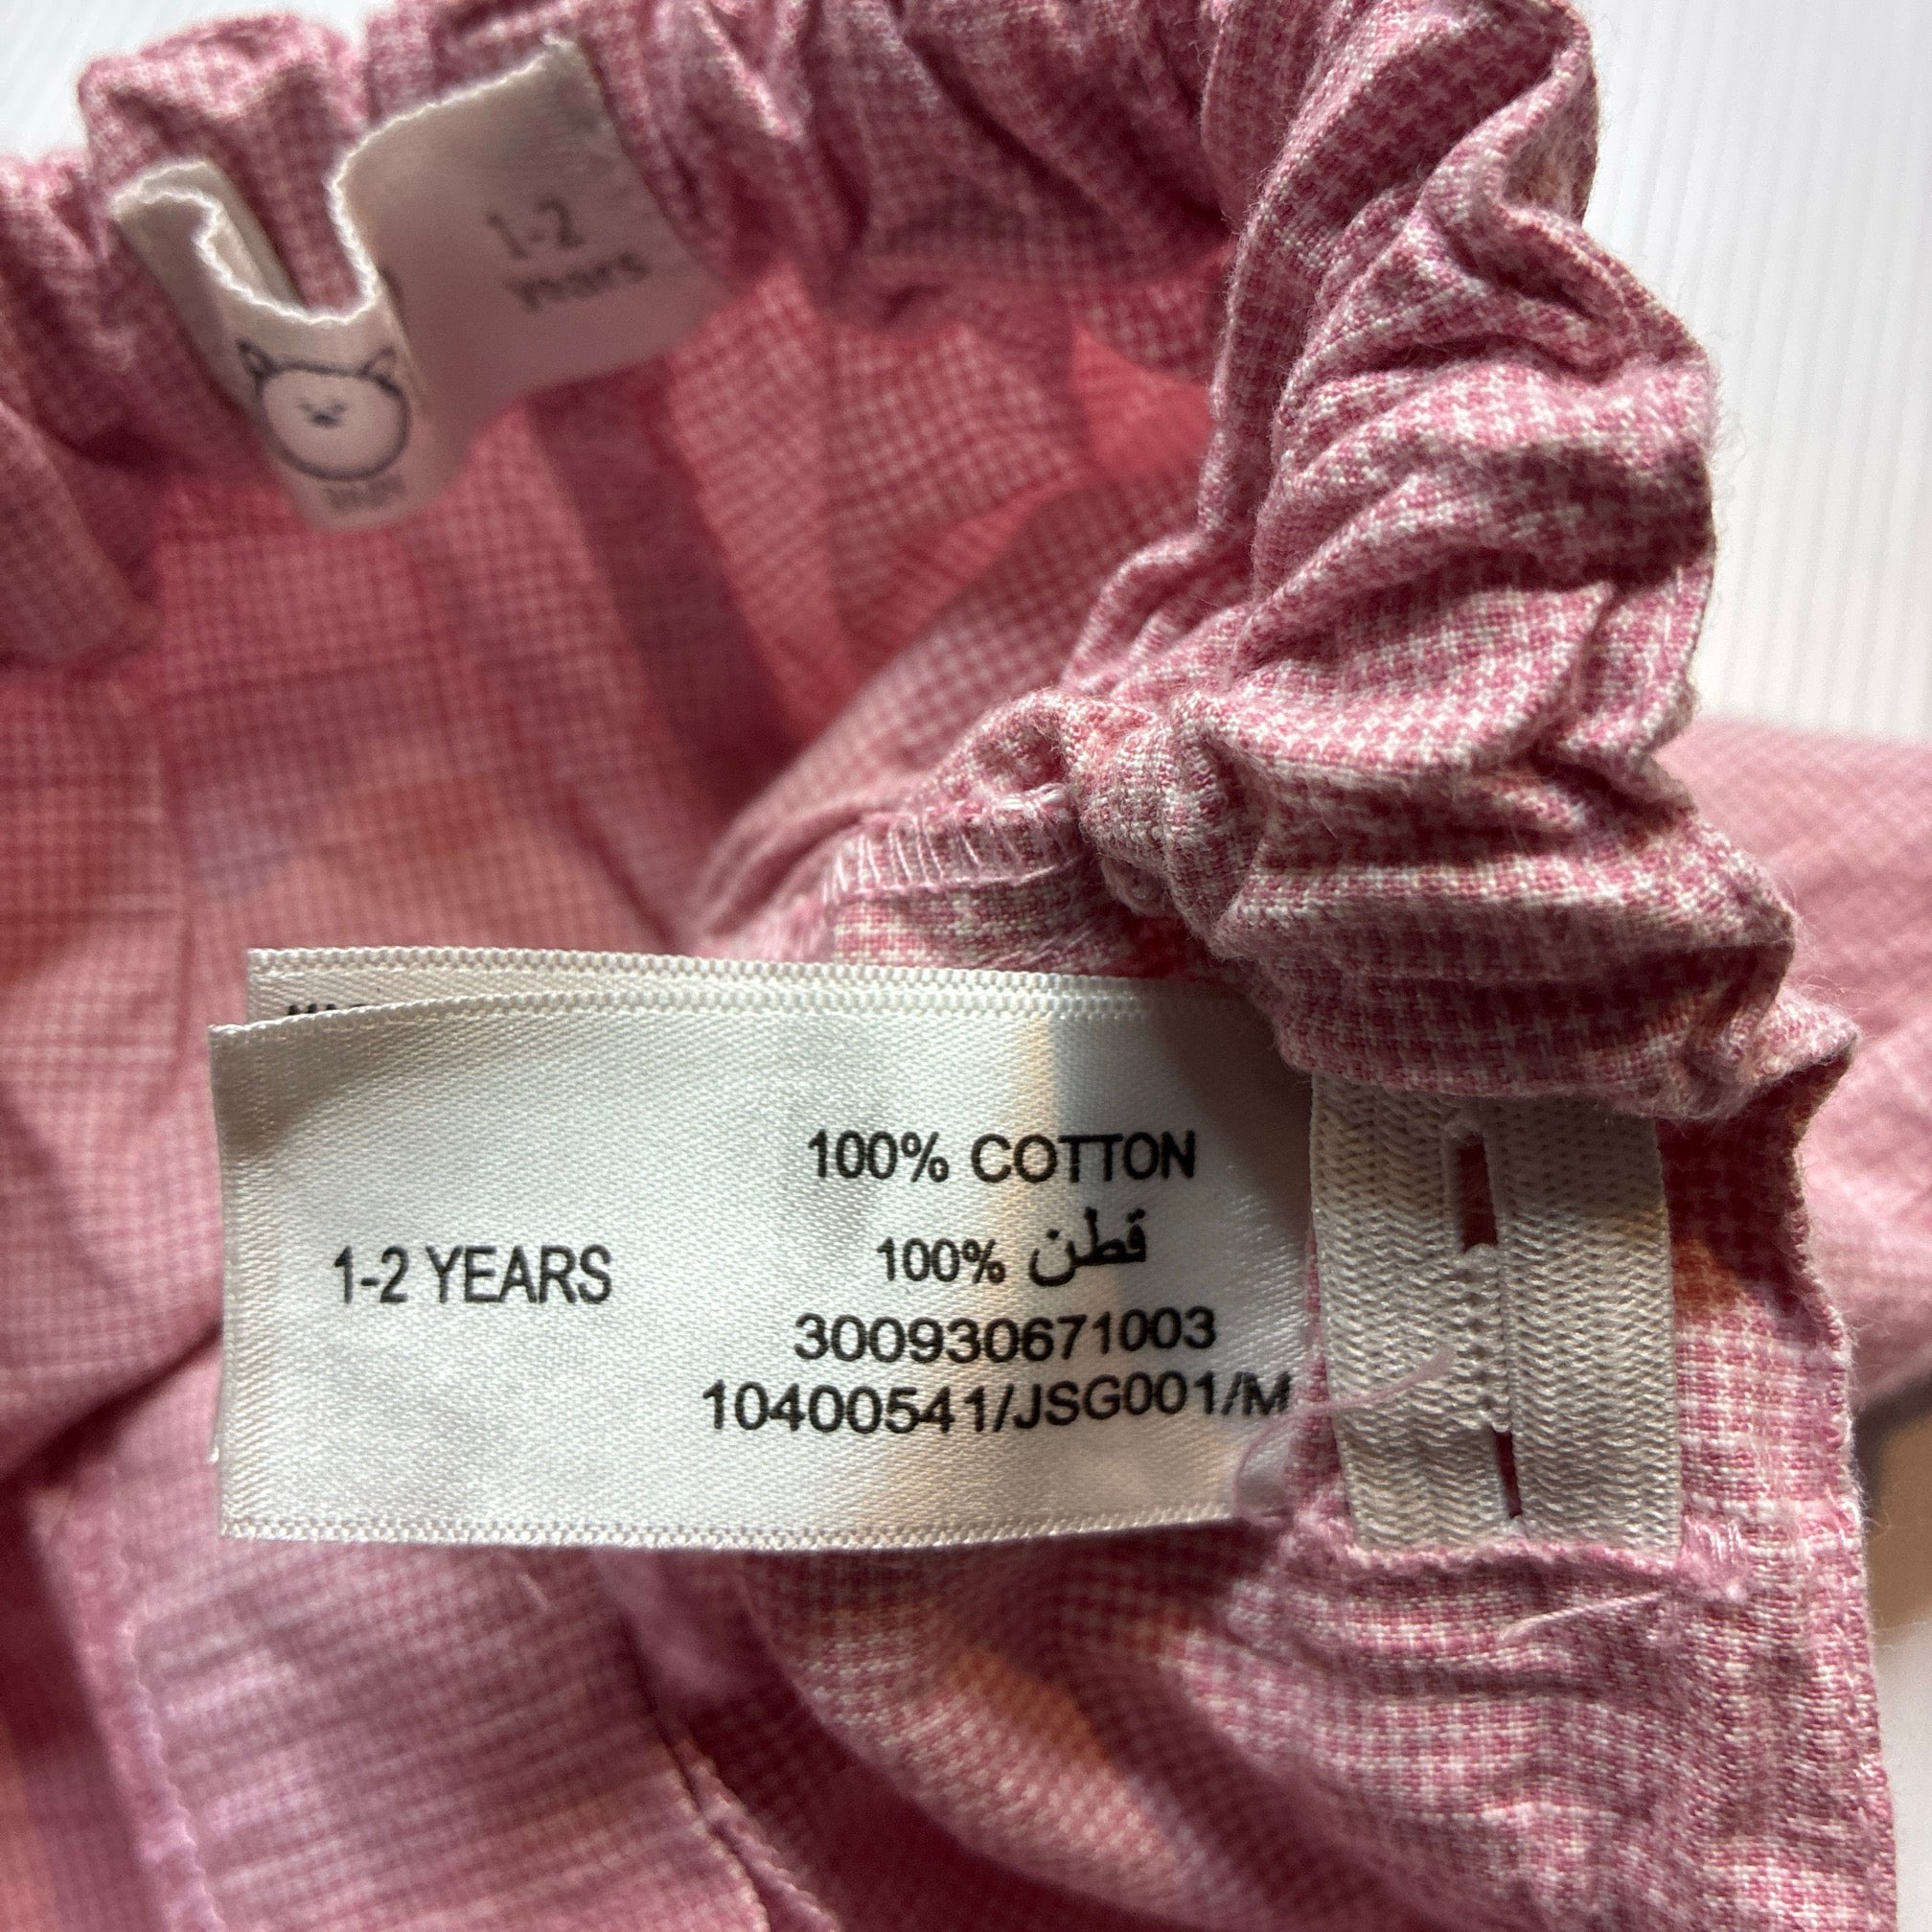 1-2
Years
1-2 YEARS
100% COTTON
100% قطن
300930671003
10400541/JSG001/M